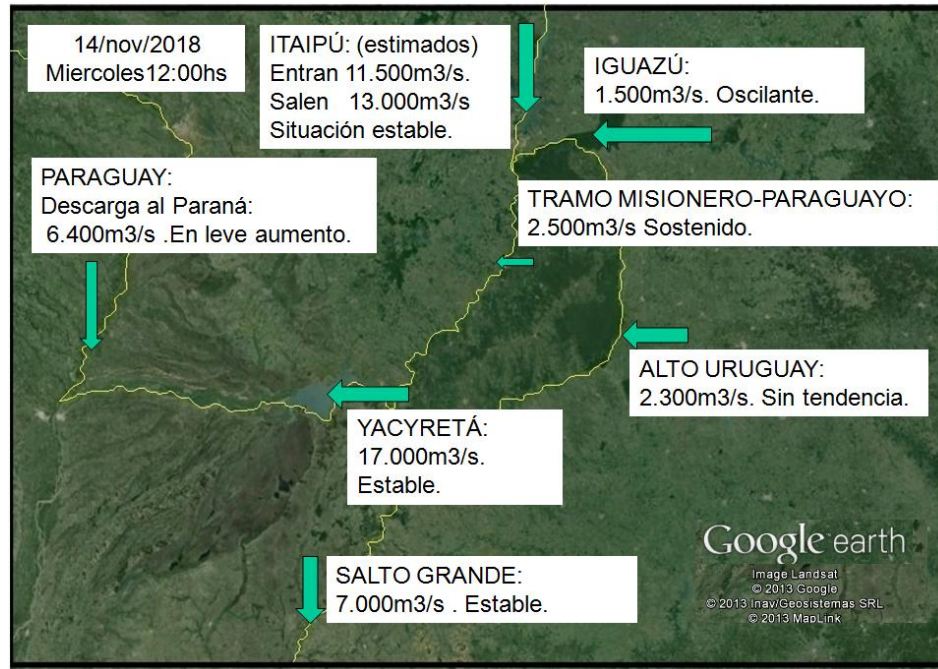 14/nov/2018
Miercoles12:00hs
ITAIPÚ: (estimados)
Entran 11.500m3/s.
Salen 13.000m3/s
Situación estable.
IGUAZÚ:
1.500m3/s. Oscilante.
PARAGUAY:
Descarga al Paraná:
6.400m3/s .En leve aumento.
TRAMO MISIONERO-PARAGUAYO:
2.500m3/s Sostenido.
ALTO URUGUAY:
2.300m3/s. Sin tendencia.
YACYRETÁ:
17.000m3/s.
Estable.
SALTO GRANDE:
7.000m3/s . Estable.
Google earth
Image Landsat
© 2013 Google
© 2013 Inav/Geosistemas SRL
© 2013 MapLink